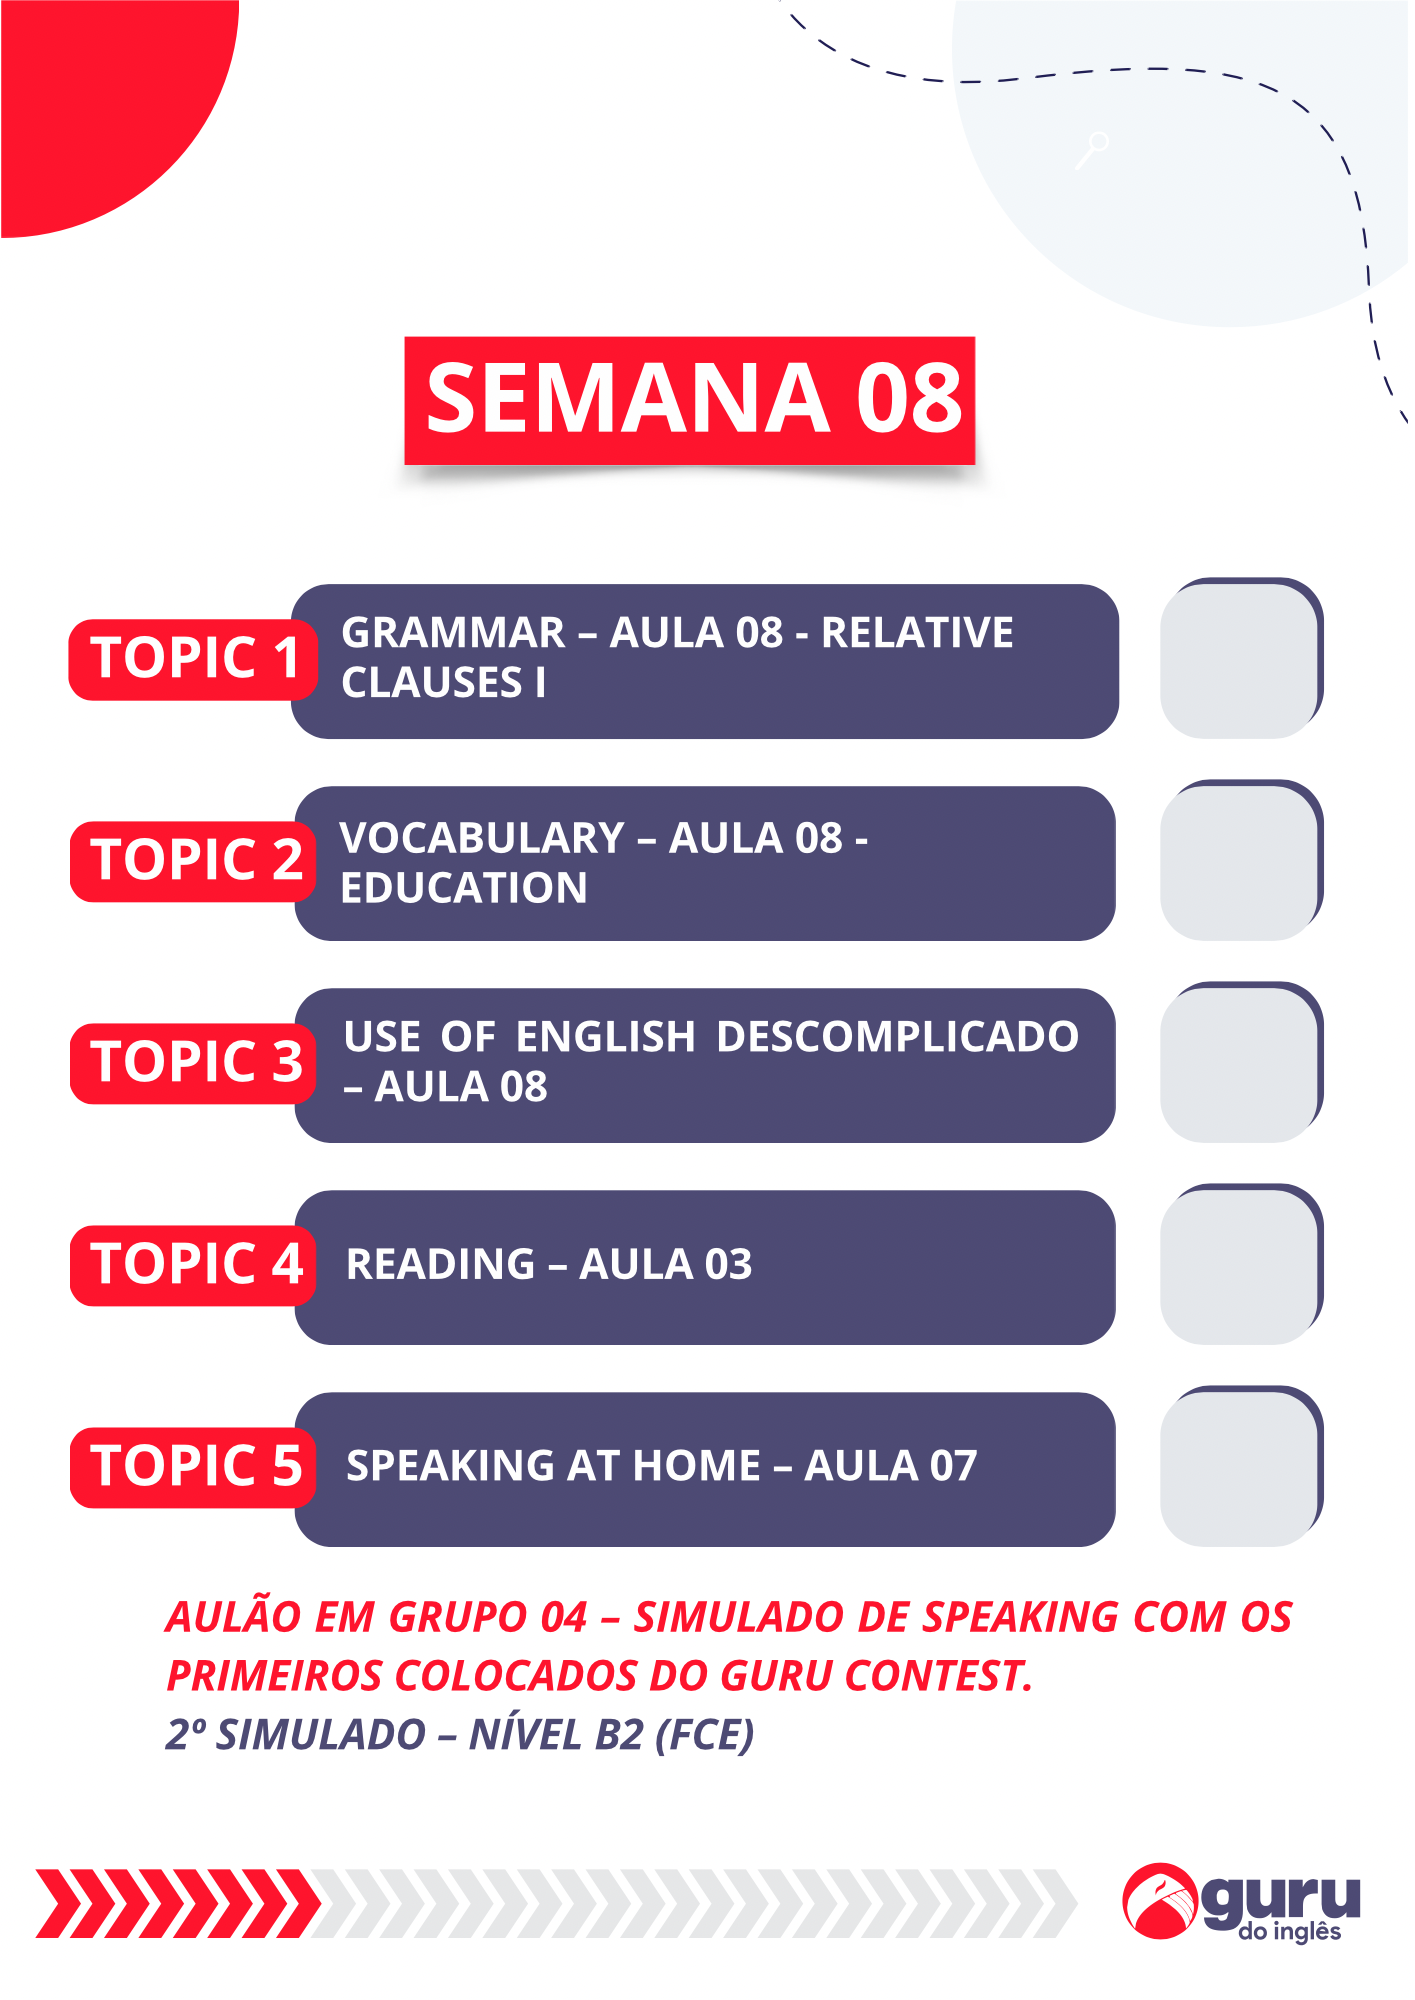 SEMANA 08
TOPIC 1
GRAMMAR – AULA 08 - RELATIVE
CLAUSES I
TOPIC 2
VOCABULARY – AULA 08 -
EDUCATION
TOPIC 3
USE OF ENGLISH DESCOMPLICADO
– AULA 08
TOPIC 4
READING – AULA 03
TOPIC 5
SPEAKING AT HOME – AULA 07
AULÃO EM GRUPO 04 – SIMULADO DE SPEAKING COM OS
PRIMEIROS COLOCADOS DO GURU CONTEST.
2º SIMULADO – NÍVEL B2 (FCE)
guru
do inglês